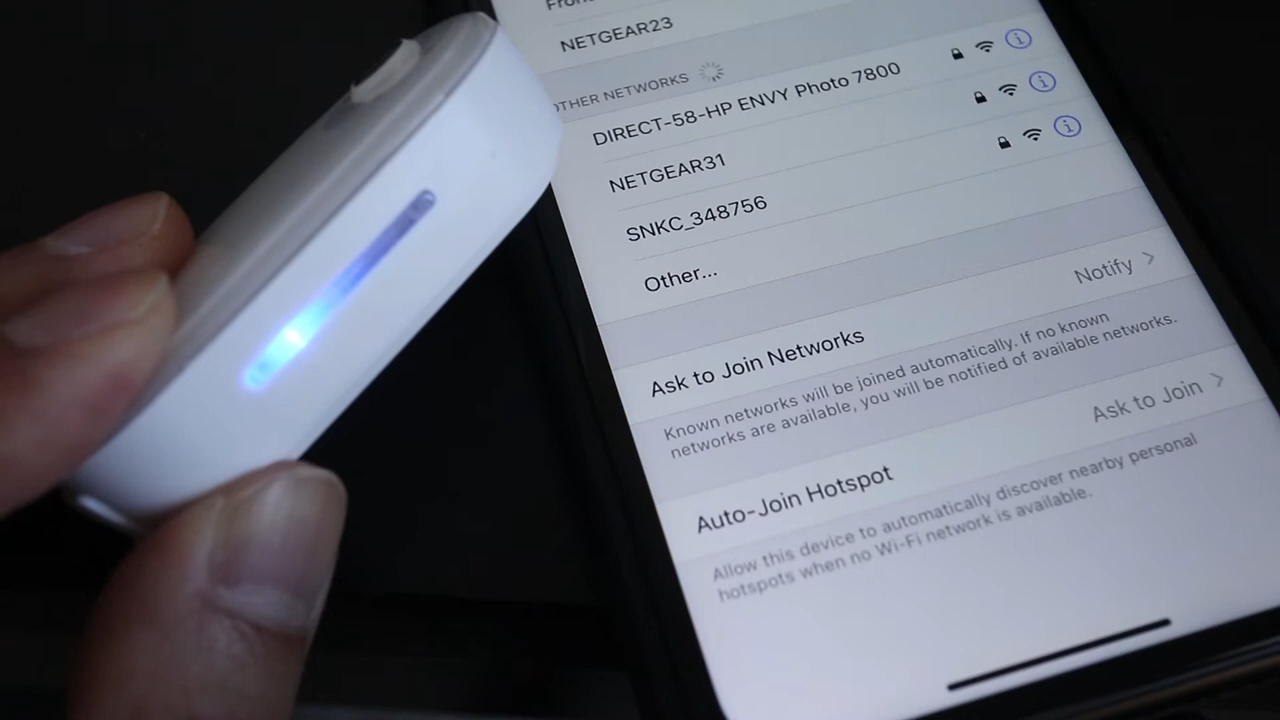 NETGEAR23
OTHER NETWORKS
DIRECT-58-HP ENVY Photo 7800
NETGEAR31
SNKC_348756
Other...
Ask to Join Networks
Notify
Known networks will be joined automatically. If no known
networks are available, you will be notified of available networks.
Auto-Join Hotspot
Ask to Join
Allow this device to automatically discover nearby personal
hotspots when no Wi-Fi network is available.